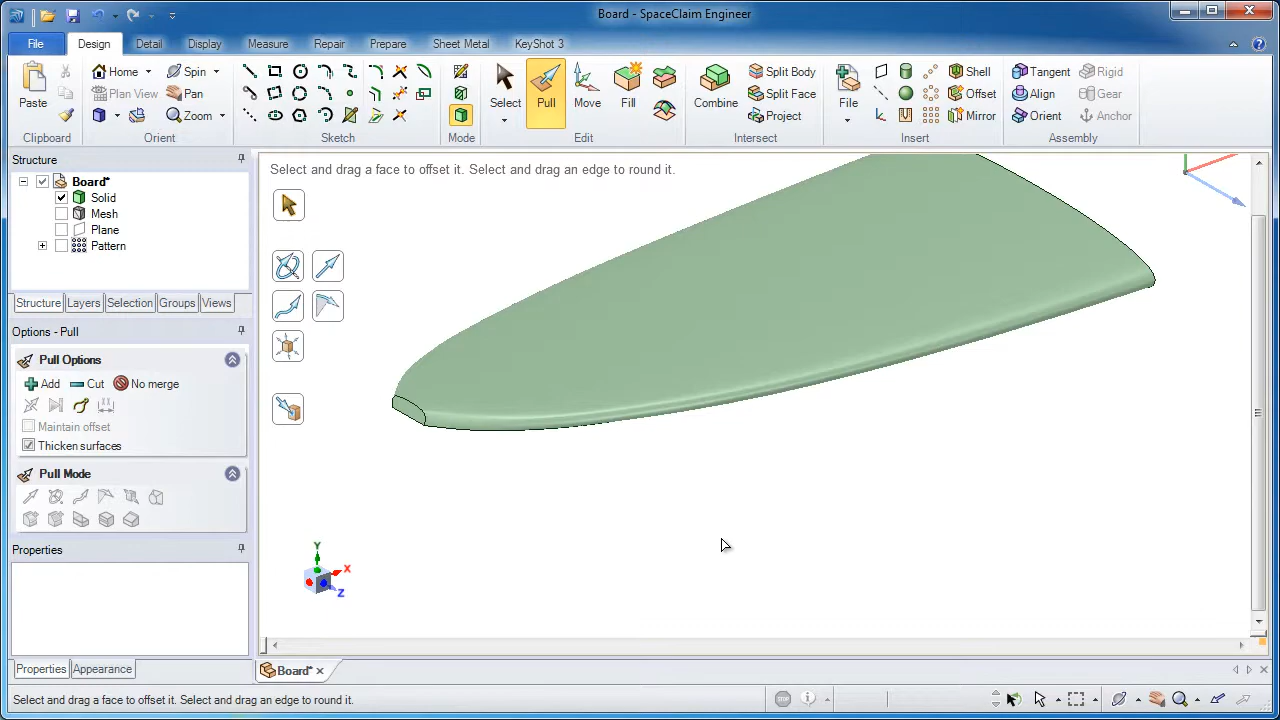 Board - SpaceClaim Engineer
File Design Detail Display Measure Repair Prepare Sheet Metal KeyShot 3
Paste
Home Spin
Plan View Pan
Zoom
Select Pull Move Fill
Combine Split Body
Split Face
Project
File Shell
Offset
Mirror
Tangent Rigid
Align Gear
Orient Anchor
Clipboard Orient Sketch Mode Edit Intersect Insert Assembly
Structure
Board*
Solid
Mesh
Plane
Pattern
Structure Layers Selection Groups Views
Options - Pull
Pull Options
Add Cut No merge
Maintain offset
Thicken surfaces
Pull Mode
Properties
Properties Appearance
Select and drag a face to offset it. Select and drag an edge to round it.
Y
X
Z
Board*
Select and drag a face to offset it. Select and drag an edge to round it.